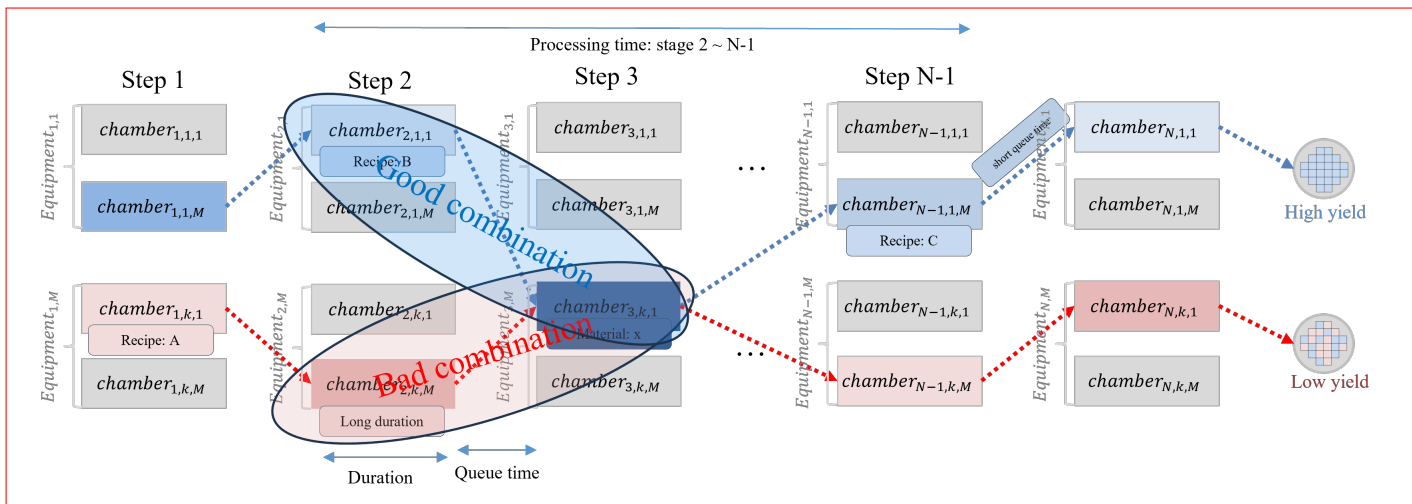 Processing time: stage 2 ~ N-1
Step 1
Step 2
Step 3
Step N-1
Equipment1,1
chamber1,1,1
chamber1,1,M
Equipment2,1
chamber2,1,1
Recipe: B
chamber2,1,M
Equipment3,1
chamber3,1,1
chamber3,1,M
...
EquipmentN−1,1
chamberN−1,1,1
chamberN−1,1,M
Recipe: C
short queue time
chamberN,1,1
chamberN,1,M
High yield
Good combination
Equipment1,M
chamber1,k,1
Recipe: A
chamber1,k,M
Equipment2,M
chamber2,k,1
chamber2,k,M
Long duration
Bad combination
chamber3,k,1
Material: x
chamber3,k,M
...
EquipmentN−1,M
chamberN−1,k,1
chamberN−1,k,M
EquipmentN,M
chamberN,k,1
chamberN,k,M
Low yield
Duration
Queue time